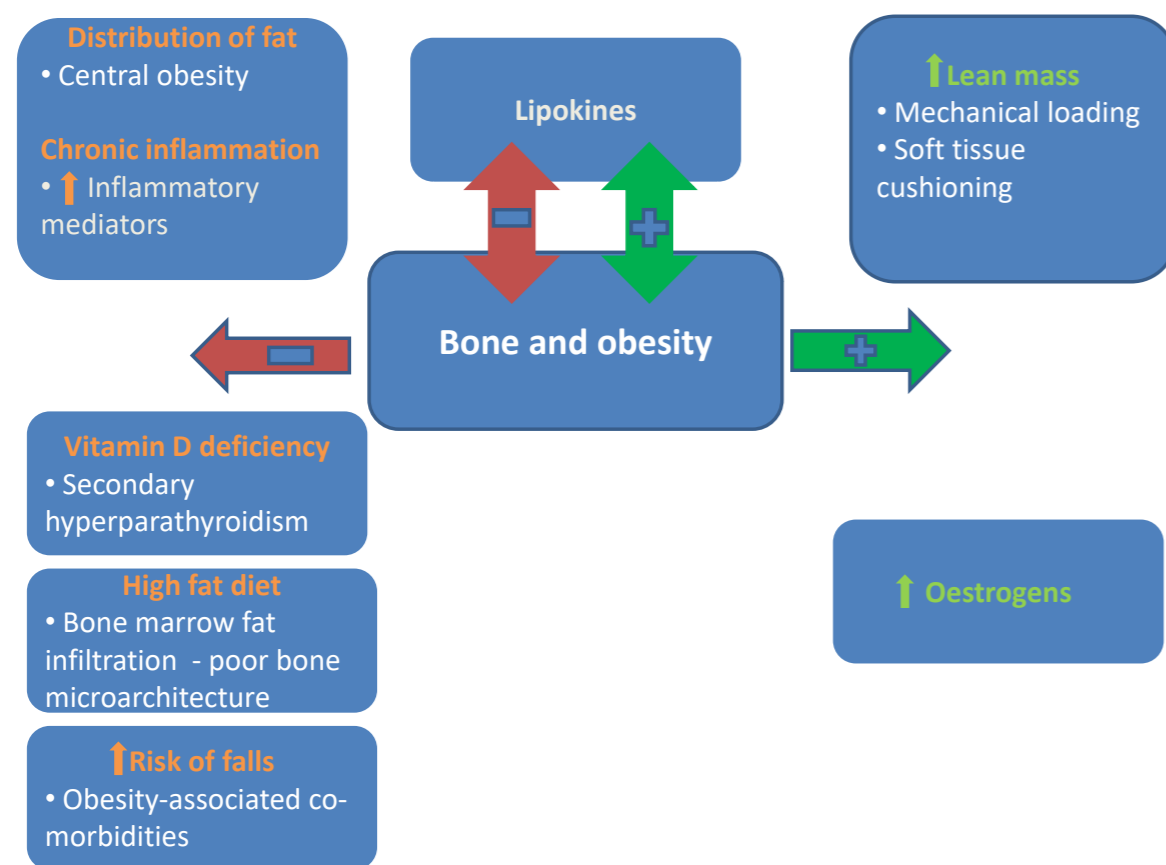 Distribution of fat
• Central obesity
Chronic inflammation
• ⬆ Inflammatory
mediators
Lipokines
⬆Lean mass
• Mechanical loading
• Soft tissue
cushioning
Bone and obesity
Vitamin D deficiency
• Secondary
hyperparathyroidism
High fat diet
• Bone marrow fat
infiltration - poor bone
microarchitecture
⬆Risk of falls
• Obesity-associated co-
morbidities
⬆ Oestrogens